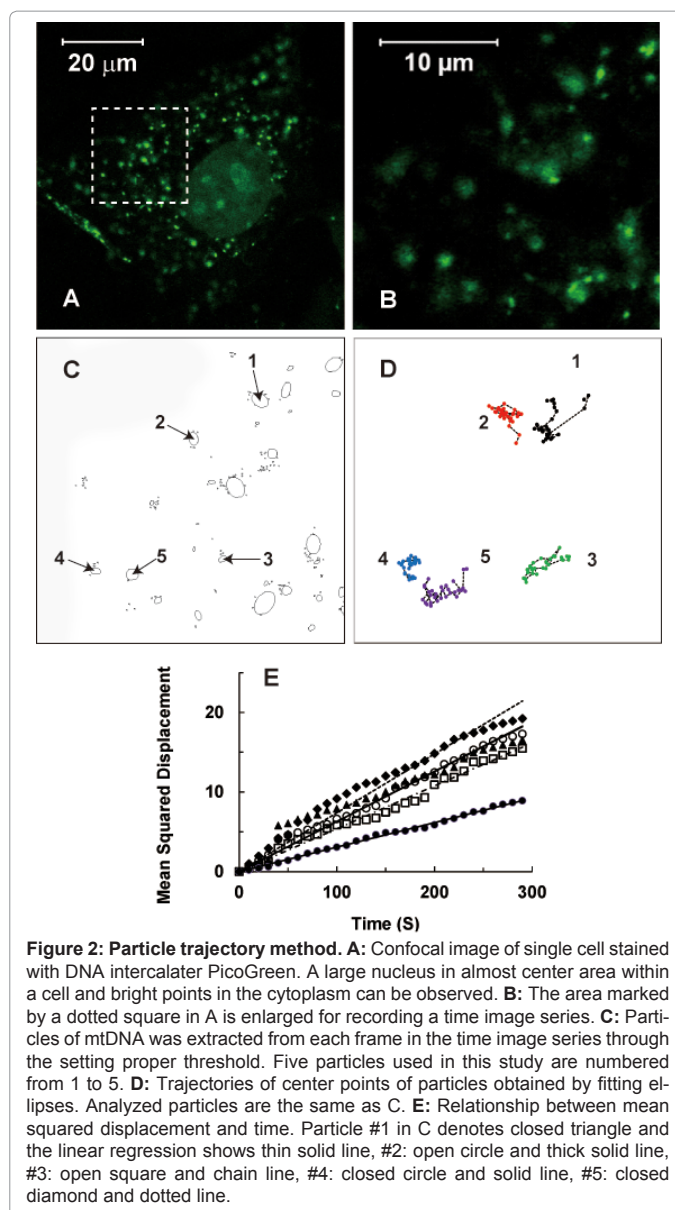 20 µm
10 µm
A
B
C
1
2
4
5
3
D
1
2
4
5
3
E
Mean Squared Displacement
20
10
0
0
100
200
300
Time (S)
Figure 2: Particle trajectory method. A: Confocal image of single cell stained
with DNA intercalater PicoGreen. A large nucleus in almost center area within
a cell and bright points in the cytoplasm can be observed. B: The area marked
by a dotted square in A is enlarged for recording a time image series. C: Parti-
cles of mtDNA was extracted from each frame in the time image series through
the setting proper threshold. Five particles used in this study are numbered
from 1 to 5. D: Trajectories of center points of particles obtained by fitting el-
lipses. Analyzed particles are the same as C. E: Relationship between mean
squared displacement and time. Particle #1 in C denotes closed triangle and
the linear regression shows thin solid line, #2: open circle and thick solid line,
#3: open square and chain line, #4: closed circle and solid line, #5: closed
diamond and dotted line.